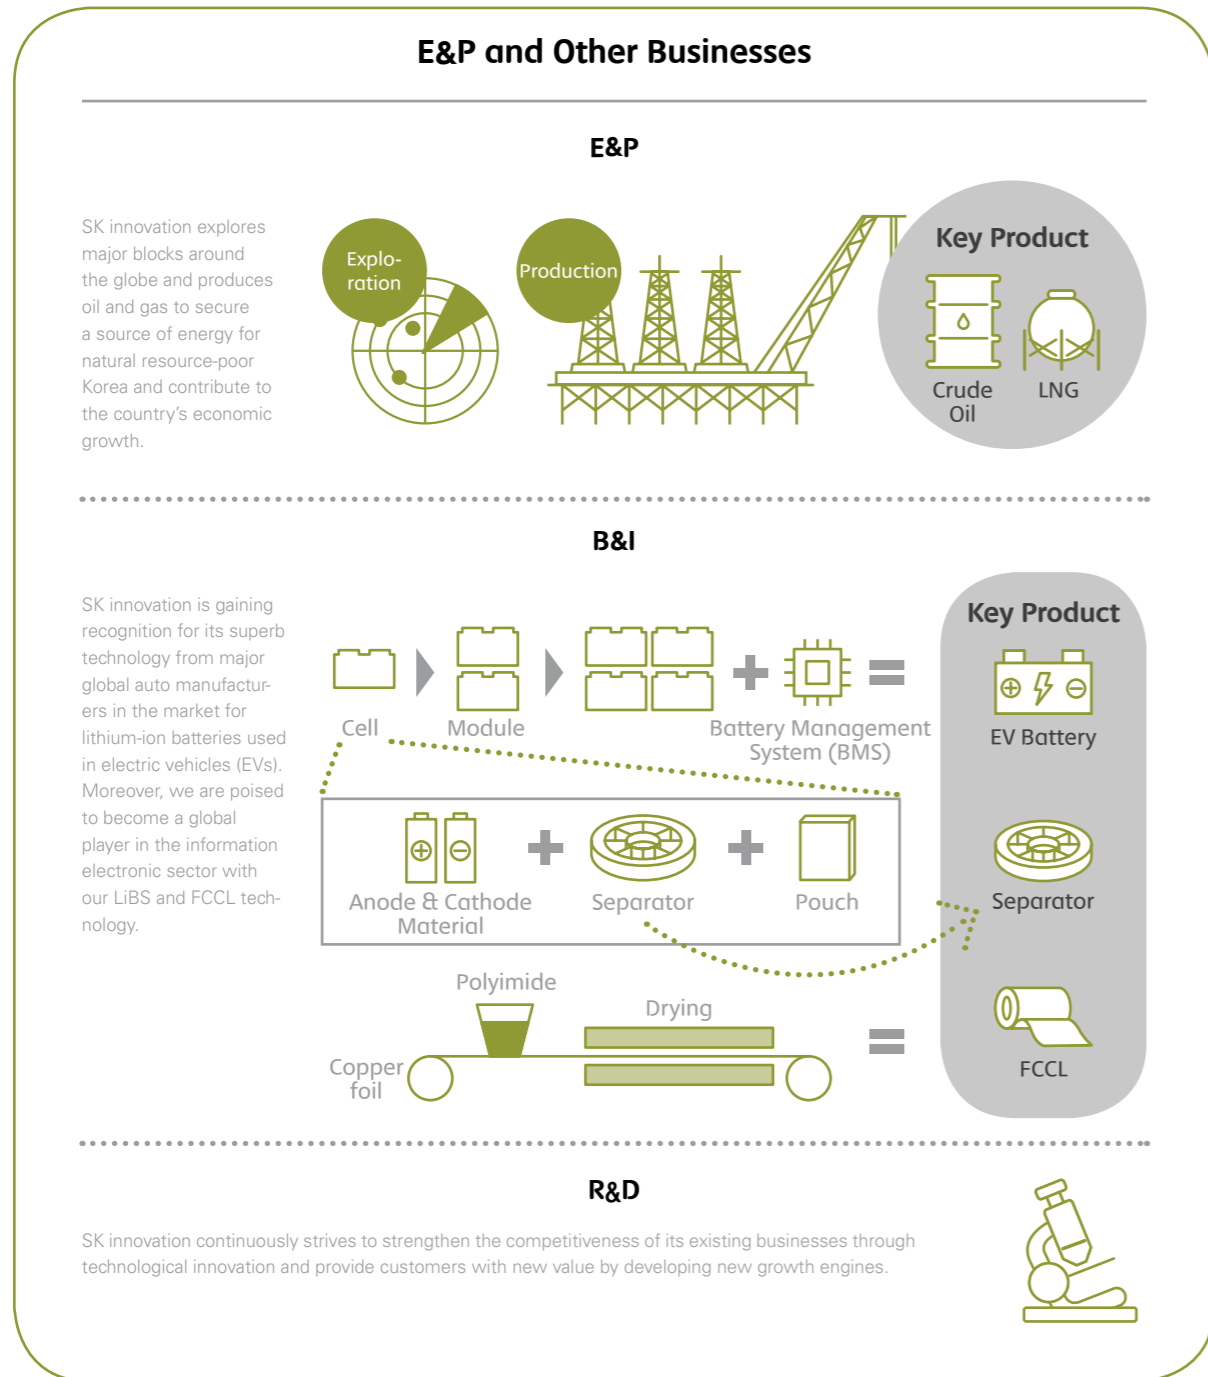 E&P and Other Businesses
E&P
SK innovation explores
major blocks around
the globe and produces
oil and gas to secure
a source of energy for
natural resource-poor
Korea and contribute to
the country's economic
growth.
Explo-
ration
Production
Key Product
Crude
Oil
LNG
B&I
SK innovation is gaining
recognition for its superb
technology from major
global auto manufactur-
ers in the market for
lithium-ion batteries used
in electric vehicles (EVs).
Moreover, we are poised
to become a global
player in the information
electronic sector with
our LiBS and FCCL tech-
nology.
Cell
Module
Battery Management
System (BMS)
Anode & Cathode
Material
Separator
Pouch
Polyimide
Drying
Copper
foil
Key Product
EV Battery
Separator
FCCL
R&D
SK innovation continuously strives to strengthen the competitiveness of its existing businesses through
technological innovation and provide customers with new value by developing new growth engines.